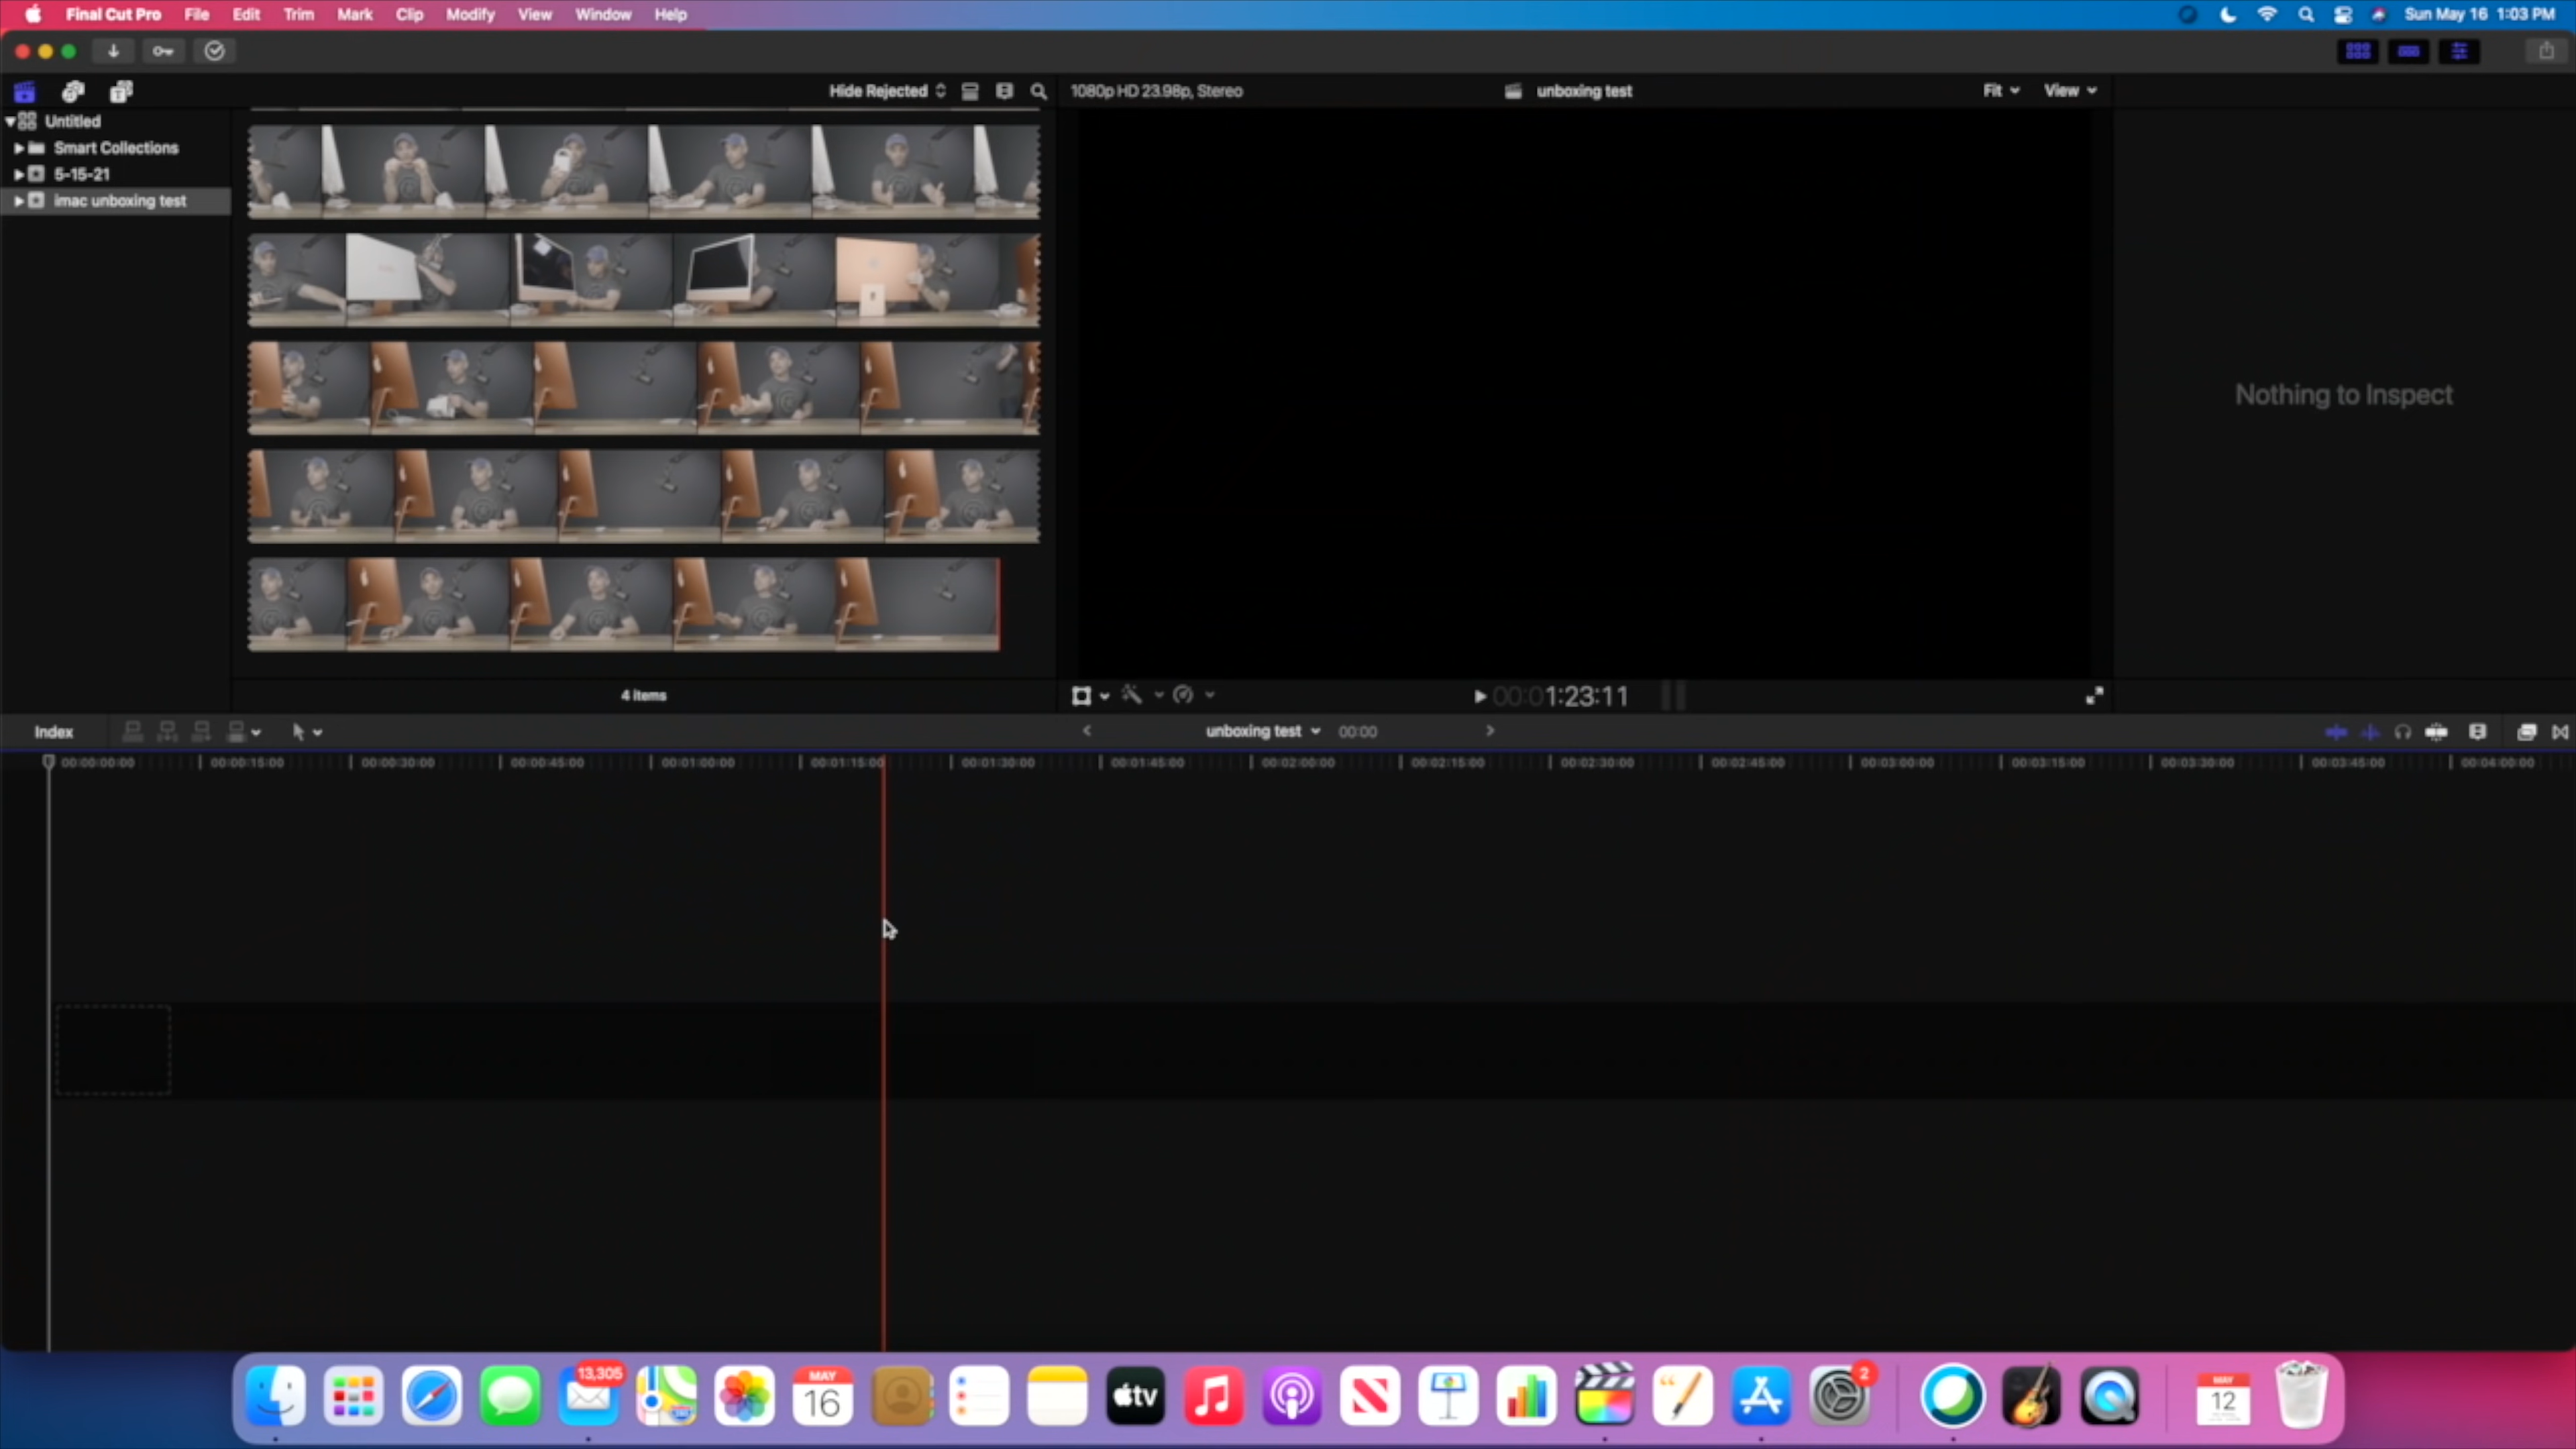 Final Cut Pro File Edit Trim Mark Clip Modify View Window Help Sun May 16 1:03 PM
Hide Rejected 1080p HD 23.98p, Stereo unboxing test Fit View
Untitled
Smart Collections
5-15-21
imac unboxing test
Nothing to Inspect
4 items 00:01:23:11
Index unboxing test 00:00
00:00:00:00 00:00:15:00 00:00:30:00 00:00:45:00 00:01:00:00 00:01:15:00 00:01:30:00 00:01:45:00 00:02:00:00 00:02:15:00 00:02:30:00 00:02:45:00 00:03:00:00 00:03:15:00 00:03:30:00 00:03:45:00 00:04:00:00
13,305 MAY 16 tv 2 MAY 12